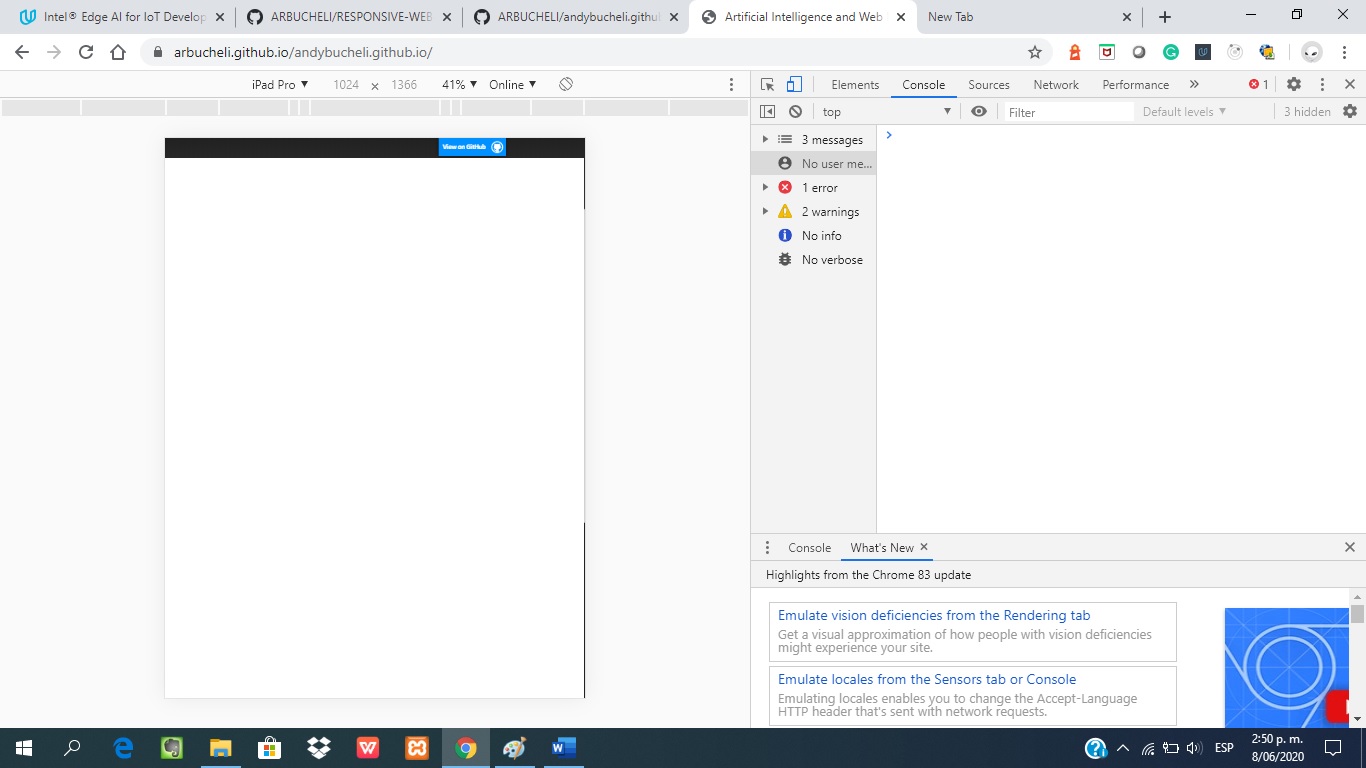 Intel® Edge AI for IoT Develop
ARBUCHELI/RESPONSIVE-WEB
ARBUCHELI/andybucheli.githu
Artificial Intelligence and Web
New Tab
arbucheli.github.io/andybucheli.github.io/
iPad Pro ▼ 1024 x 1366 41% ▼ Online ▼
Elements Console Sources Network Performance » 1
top ▼ Filter Default levels ▼ 3 hidden
View on GitHub
3 messages
No user me...
1 error
2 warnings
No info
No verbose
Console What's New
Highlights from the Chrome 83 update
Emulate vision deficiencies from the Rendering tab
Get a visual approximation of how people with vision deficiencies
might experience your site.
Emulate locales from the Sensors tab or Console
Emulating locales enables you to change the Accept-Language
HTTP header that's sent with network requests.
ESP
2:50 p. m.
8/06/2020